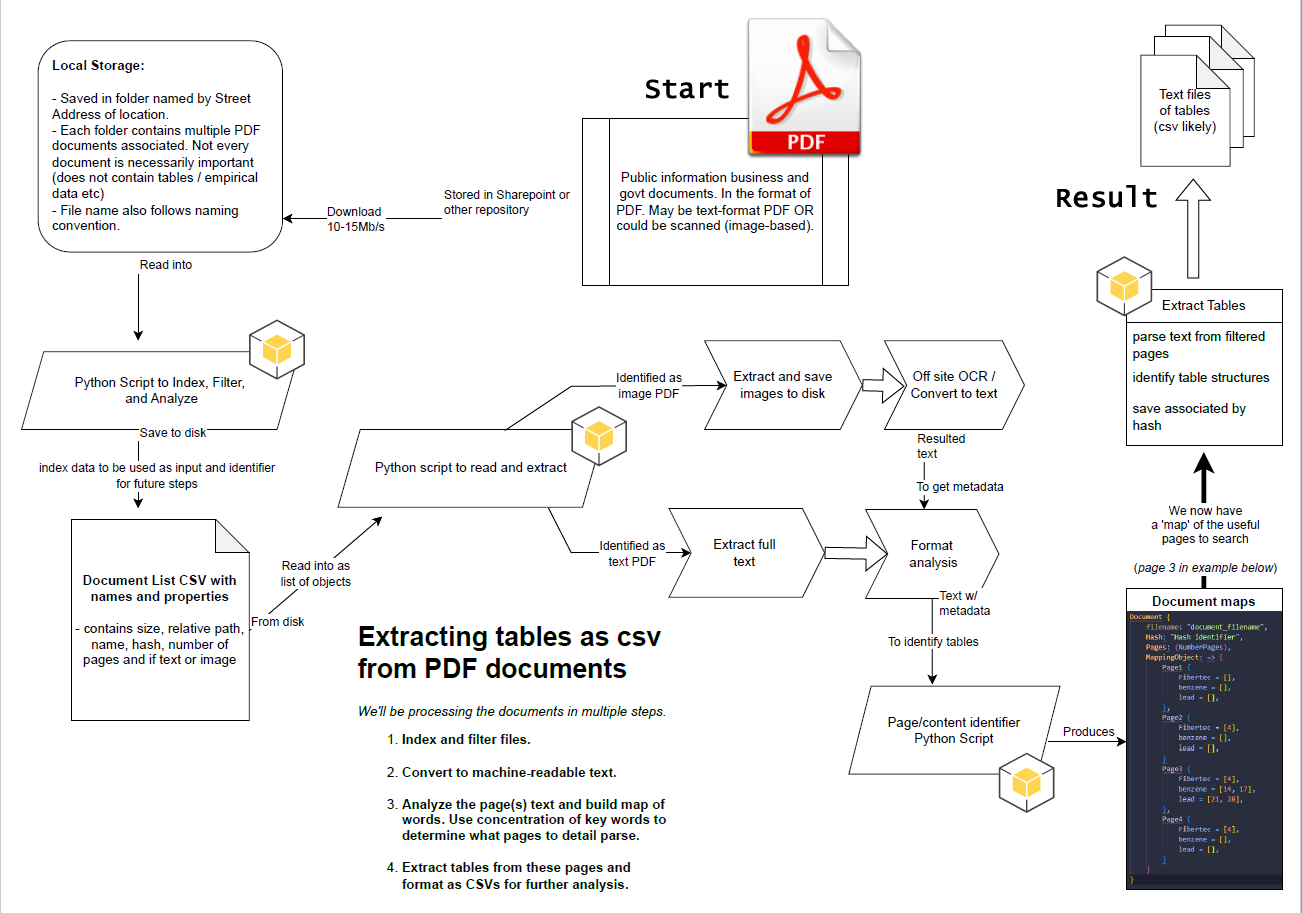 Start
PDF
Public information business and
govt documents. In the format of
PDF. May be text-format PDF OR
could be scanned (image-based).
Stored in Sharepoint or
other repository
Download
10-15Mb/s
Local Storage:
- Saved in folder named by Street
Address of location.
- Each folder contains multiple PDF
documents associated. Not every
document is necessarily important
(does not contain tables / empirical
data etc)
- File name also follows naming
convention.
Read into
Python Script to Index, Filter,
and Analyze
Save to disk
index data to be used as input and identifier
for future steps
Document List CSV with
names and properties
- contains size, relative path,
name, hash, number of
pages and if text or image
From disk
Read into as
list of objects
Python script to read and extract
Identified as
image PDF
Extract and save
images to disk
Off site OCR /
Convert to text
Resulted
text
To get metadata
Identified as
text PDF
Extract full
text
Format
analysis
Text w/
metadata
To identify tables
Page/content identifier
Python Script
Produces
Document maps
Document {
filename: "document_filename",
Hash: "Hash identifier",
Pages: (NumberPages),
MappingObject: => {
Page1 {
Fibertec = [],
benzene = [],
lead = [],
},
Page2 {
Fibertec = [4],
benzene = [],
lead = [],
}
Page3 {
Fibertec = [4],
benzene = [14, 17],
lead = [21, 28],
},
Page4 {
Fibertec = [4],
benzene = [],
lead = [],
}
}
}
(page 3 in example below)
We now have
a 'map' of the useful
pages to search
Extract Tables
parse text from filtered
pages
identify table structures
save associated by
hash
Result
Text files
of tables
(csv likely)
Extracting tables as csv
from PDF documents
We'll be processing the documents in multiple steps.
1. Index and filter files.
2. Convert to machine-readable text.
3. Analyze the page(s) text and build map of
words. Use concentration of key words to
determine what pages to detail parse.
4. Extract tables from these pages and
format as CSVs for further analysis.